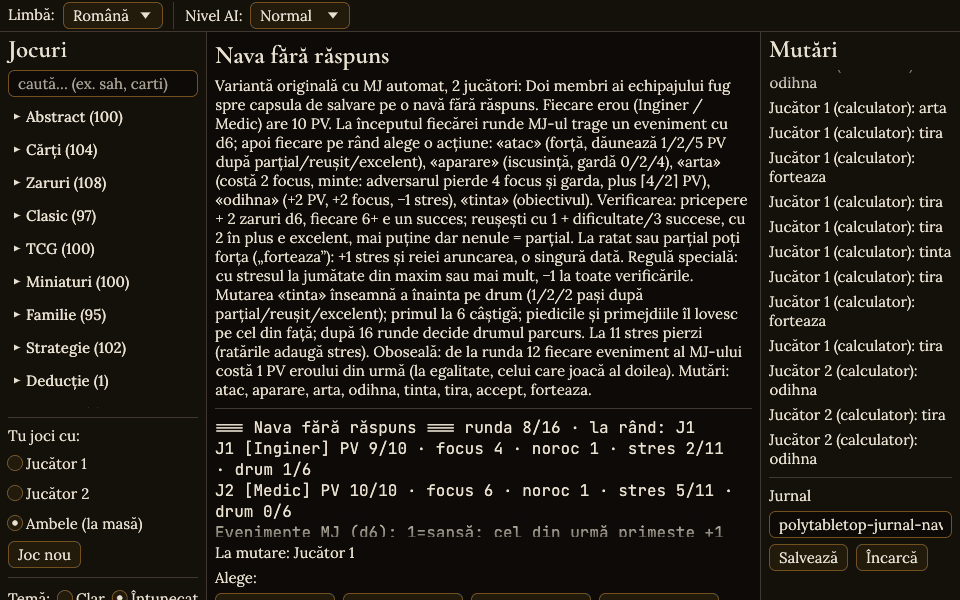 Limbă: Română ▼ Nivel AI: Normal ▼
Jocuri
caută... (ex. sah, carti)
▸ Abstract (100)
▸ Cărți (104)
▸ Zaruri (108)
▸ Clasic (97)
▸ TCG (100)
▸ Miniaturi (100)
▸ Familie (95)
▸ Strategie (102)
▸ Deducție (1)
Tu joci cu:
Jucător 1
Jucător 2
Ambele (la masă)
Joc nou
Temă: Clar Întunecat
Nava fără răspuns
Variantă originală cu MJ automat, 2 jucători: Doi membri ai echipajului fug
spre capsula de salvare pe o navă fără răspuns. Fiecare erou (Inginer /
Medic) are 10 PV. La începutul fiecărei runde MJ-ul trage un eveniment cu
d6; apoi fiecare pe rând alege o acțiune: «atac» (forță, dăunează 1/2/5 PV
după parțial/reușit/excelent), «aparare» (iscusință, gardă 0/2/4), «arta»
(costă 2 focus, minte: adversarul pierde 4 focus și garda, plus ⌈4/2⌉ PV),
«odihna» (+2 PV, +2 focus, −1 stres), «tinta» (obiectivul). Verificarea: pricepere
+ 2 zaruri d6, fiecare 6+ e un succes; reușești cu 1 + dificultate/3 succese, cu
2 în plus e excelent, mai puține dar nenule = parțial. La ratat sau parțial poți
forța („forteaza”): +1 stres și reiei aruncarea, o singură dată. Regulă specială:
cu stresul la jumătate din maxim sau mai mult, −1 la toate verificările.
Mutarea «tinta» înseamnă a înainta pe drum (1/2/2 pași după
parțial/reușit/excelent); primul la 6 câștigă; piedicile și primejdiile îl lovesc
pe cel din față; după 16 runde decide drumul parcurs. La 11 stres pierzi
(ratările adaugă stres). Oboseală: de la runda 12 fiecare eveniment al MJ-ului
costă 1 PV eroului din urmă (la egalitate, celui care joacă al doilea). Mutări:
atac, aparare, arta, odihna, tinta, tira, accept, forteaza.
═══ Nava fără răspuns ═══ runda 8/16 · la rând: J1
J1 [Inginer] PV 9/10 · focus 4 · noroc 1 · stres 2/11
· drum 1/6
J2 [Medic] PV 10/10 · focus 6 · noroc 1 · stres 5/11 ·
drum 0/6
Evenimente MJ (d6): 1=sansă: cel din urmă primește +1
La mutare: Jucător 1
Alege:
Mutări
odihna
Jucător 1 (calculator): arta
Jucător 1 (calculator): tira
Jucător 1 (calculator):
forteaza
Jucător 1 (calculator): tira
Jucător 1 (calculator): tira
Jucător 1 (calculator): tinta
Jucător 1 (calculator): tira
Jucător 1 (calculator):
forteaza
Jucător 1 (calculator): tira
Jucător 2 (calculator):
odihna
Jucător 2 (calculator): tira
Jucător 2 (calculator):
odihna
Jurnal
polytabletop-jurnal-nav
Salvează Încarcă